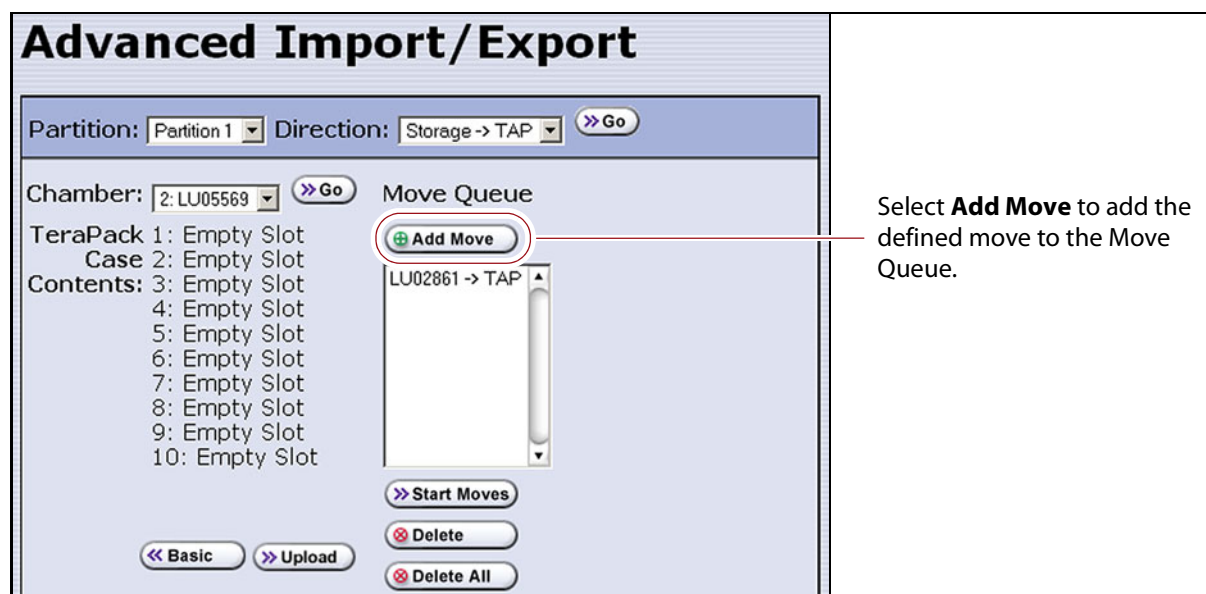 Advanced Import/Export
Partition: Partition 1 Direction: Storage -> TAP Go
Chamber: 2: LU05569 Go
TeraPack Case Contents:
1: Empty Slot
2: Empty Slot
3: Empty Slot
4: Empty Slot
5: Empty Slot
6: Empty Slot
7: Empty Slot
8: Empty Slot
9: Empty Slot
10: Empty Slot
Basic
Upload
Move Queue
Add Move
LU02861 -> TAP
Start Moves
Delete
Delete All
Select Add Move to add the
defined move to the Move
Queue.